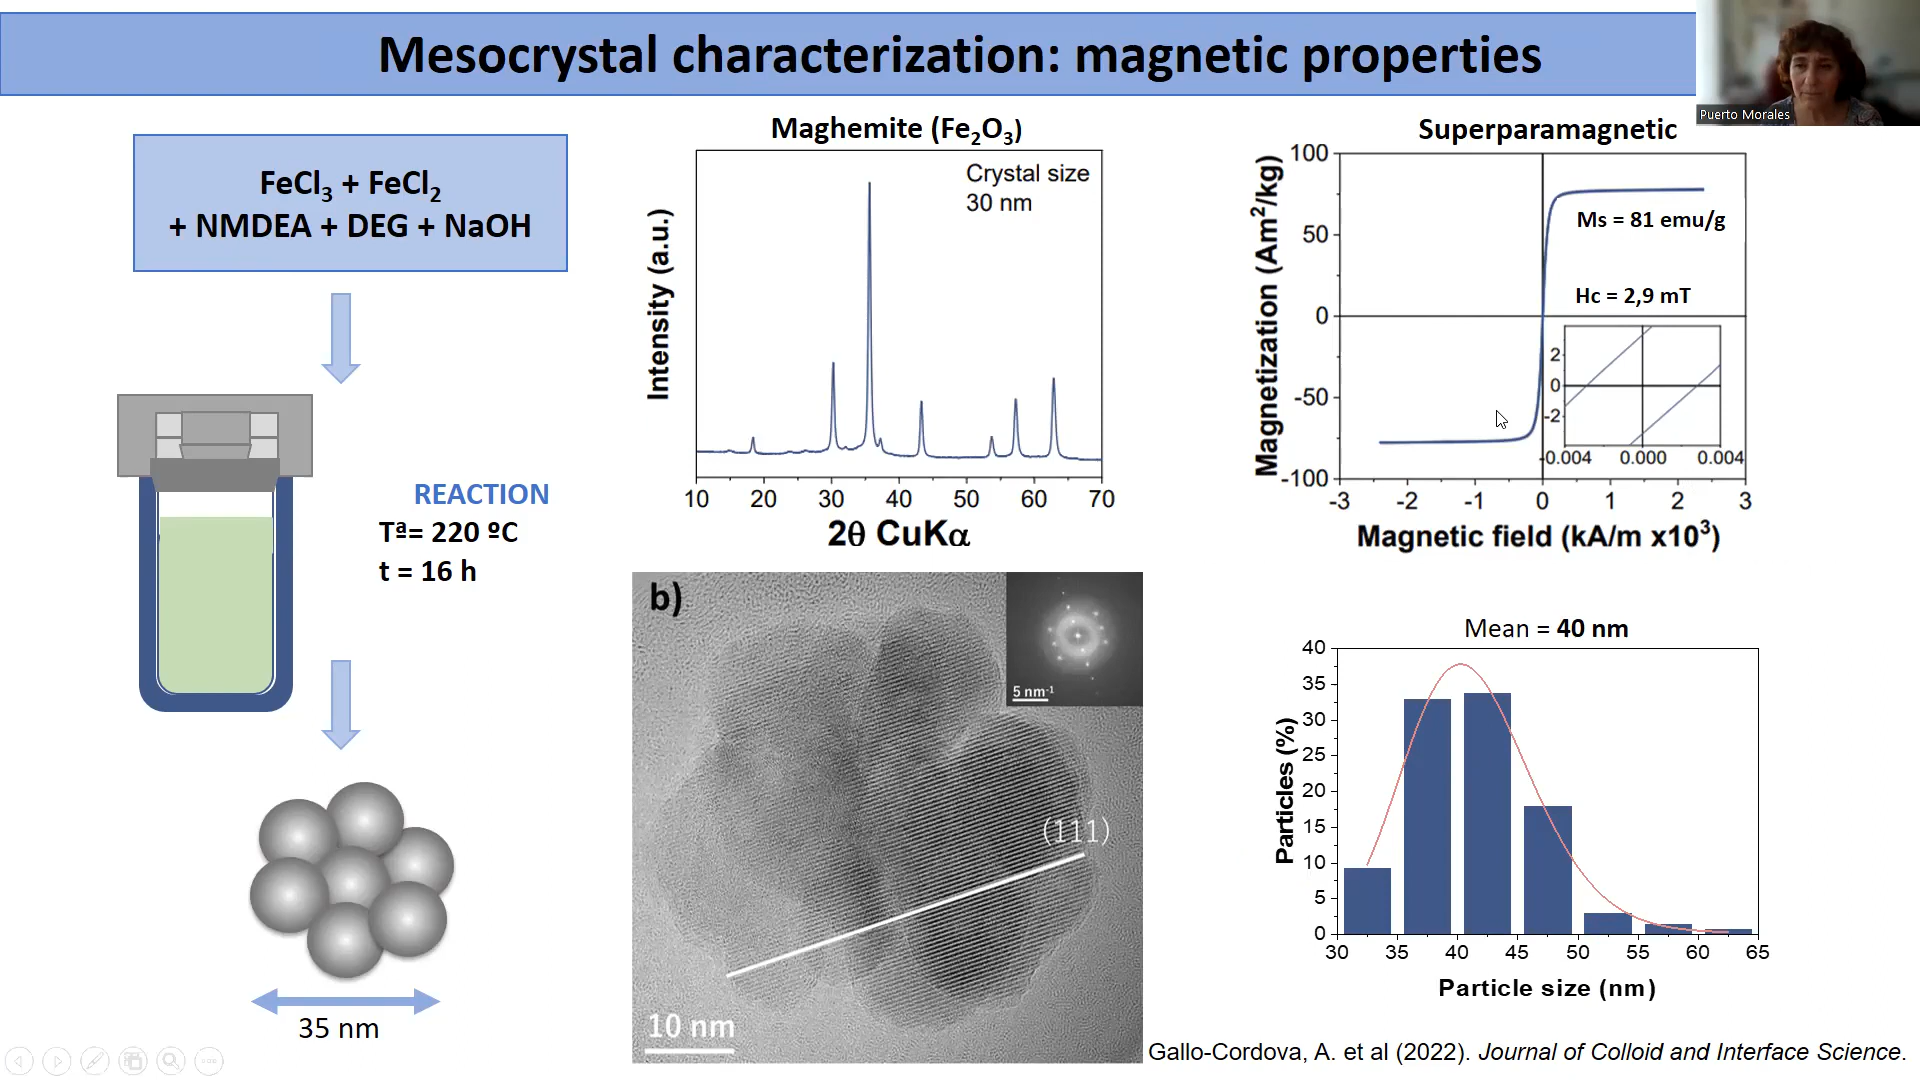 Mesocrystal characterization: magnetic properties
Puerto Morales
FeCl3 + FeCl2
+ NMDEA + DEG + NaOH
REACTION
Tª= 220 ºC
t = 16 h
35 nm
Maghemite (Fe2O3)
Crystal size
30 nm
Intensity (a.u.)
10 20 30 40 50 60 70
2θ CuKα
Superparamagnetic
Magnetization (Am2/kg)
100
50
0
-50
-100
Ms = 81 emu/g
Hc = 2,9 mT
2
0
-2
-0.004 0.000 0.004
-3 -2 -1 0 1 2 3
Magnetic field (kA/m x103)
b)
5 nm-1
(111)
10 nm
Mean = 40 nm
Particles (%)
40
35
30
25
20
15
10
5
0
30 35 40 45 50 55 60 65
Particle size (nm)
Gallo-Cordova, A. et al (2022). Journal of Colloid and Interface Science.